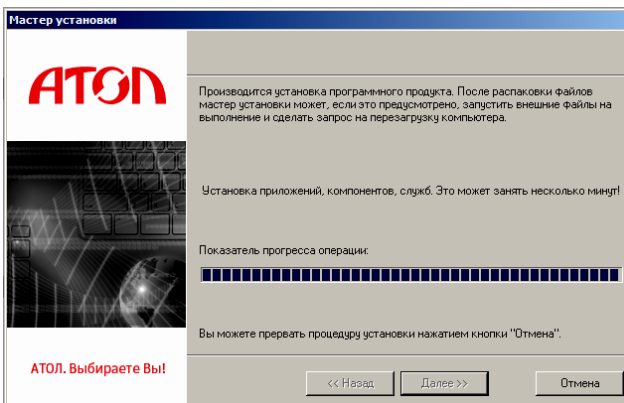 Мастер установки
АТОЛ
Производится установка программного продукта. После распаковки файлов
мастер установки может, если это предусмотрено, запустить внешние файлы на
выполнение и сделать запрос на перезагрузку компьютера.
Установка приложений, компонентов, служб. Это может занять несколько минут!
Показатель прогресса операции:
Вы можете прервать процедуру установки нажатием кнопки "Отмена".
АТОЛ. Выбираете Вы!
<< Назад
Далее >>
Отмена